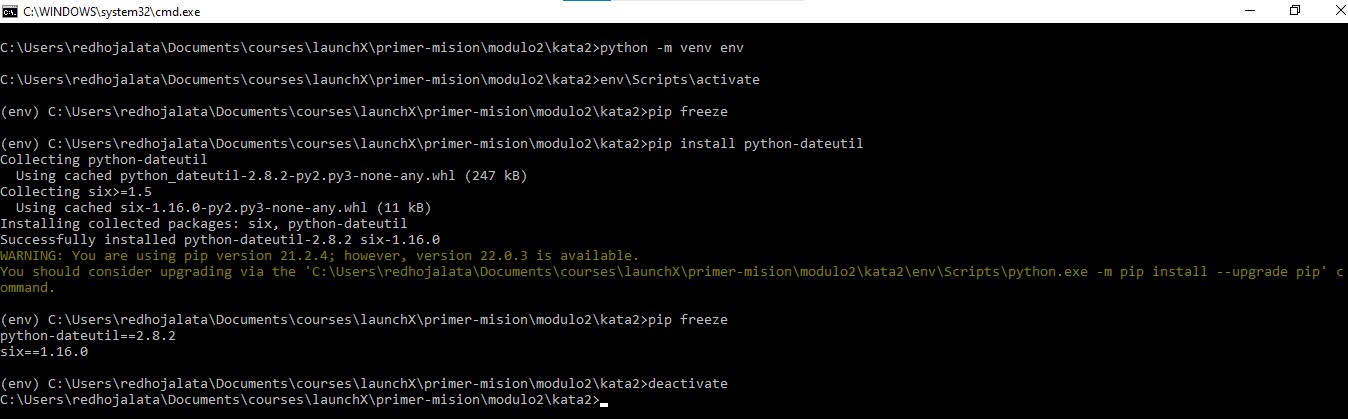 C:\WINDOWS\system32\cmd.exe
C:\Users\redhojalata\Documents\courses\launchX\primer-mision\modulo2\kata2>python -m venv env
C:\Users\redhojalata\Documents\courses\launchX\primer-mision\modulo2\kata2>env\Scripts\activate
(env) C:\Users\redhojalata\Documents\courses\launchX\primer-mision\modulo2\kata2>pip freeze
(env) C:\Users\redhojalata\Documents\courses\launchX\primer-mision\modulo2\kata2>pip install python-dateutil
Collecting python-dateutil
  Using cached python_dateutil-2.8.2-py2.py3-none-any.whl (247 kB)
Collecting six>=1.5
  Using cached six-1.16.0-py2.py3-none-any.whl (11 kB)
Installing collected packages: six, python-dateutil
Successfully installed python-dateutil-2.8.2 six-1.16.0
WARNING: You are using pip version 21.2.4; however, version 22.0.3 is available.
You should consider upgrading via the 'C:\Users\redhojalata\Documents\courses\launchX\primer-mision\modulo2\kata2\env\Scripts\python.exe -m pip install --upgrade pip' c
ommand.
(env) C:\Users\redhojalata\Documents\courses\launchX\primer-mision\modulo2\kata2>pip freeze
python-dateutil==2.8.2
six==1.16.0
(env) C:\Users\redhojalata\Documents\courses\launchX\primer-mision\modulo2\kata2>deactivate
C:\Users\redhojalata\Documents\courses\launchX\primer-mision\modulo2\kata2>